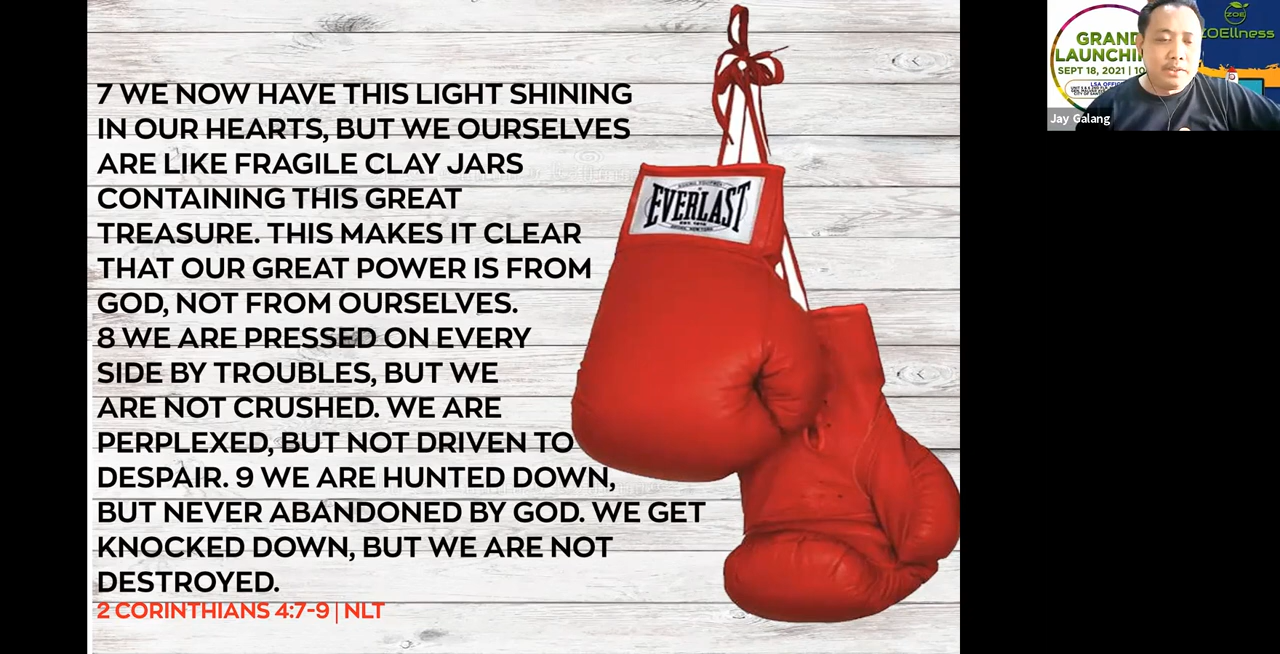 7 WE NOW HAVE THIS LIGHT SHINING
IN OUR HEARTS, BUT WE OURSELVES
ARE LIKE FRAGILE CLAY JARS
CONTAINING THIS GREAT
TREASURE. THIS MAKES IT CLEAR
THAT OUR GREAT POWER IS FROM
GOD, NOT FROM OURSELVES.
8 WE ARE PRESSED ON EVERY
SIDE BY TROUBLES, BUT WE
ARE NOT CRUSHED. WE ARE
PERPLEXED, BUT NOT DRIVEN TO
DESPAIR. 9 WE ARE HUNTED DOWN,
BUT NEVER ABANDONED BY GOD. WE GET
KNOCKED DOWN, BUT WE ARE NOT
DESTROYED.
2 CORINTHIANS 4:7-9 | NLT
EVERLAST
GRAND
LAUNCHI
SEPT 18, 2021 | 10
ZOE
ZOEllness
Jay Galang